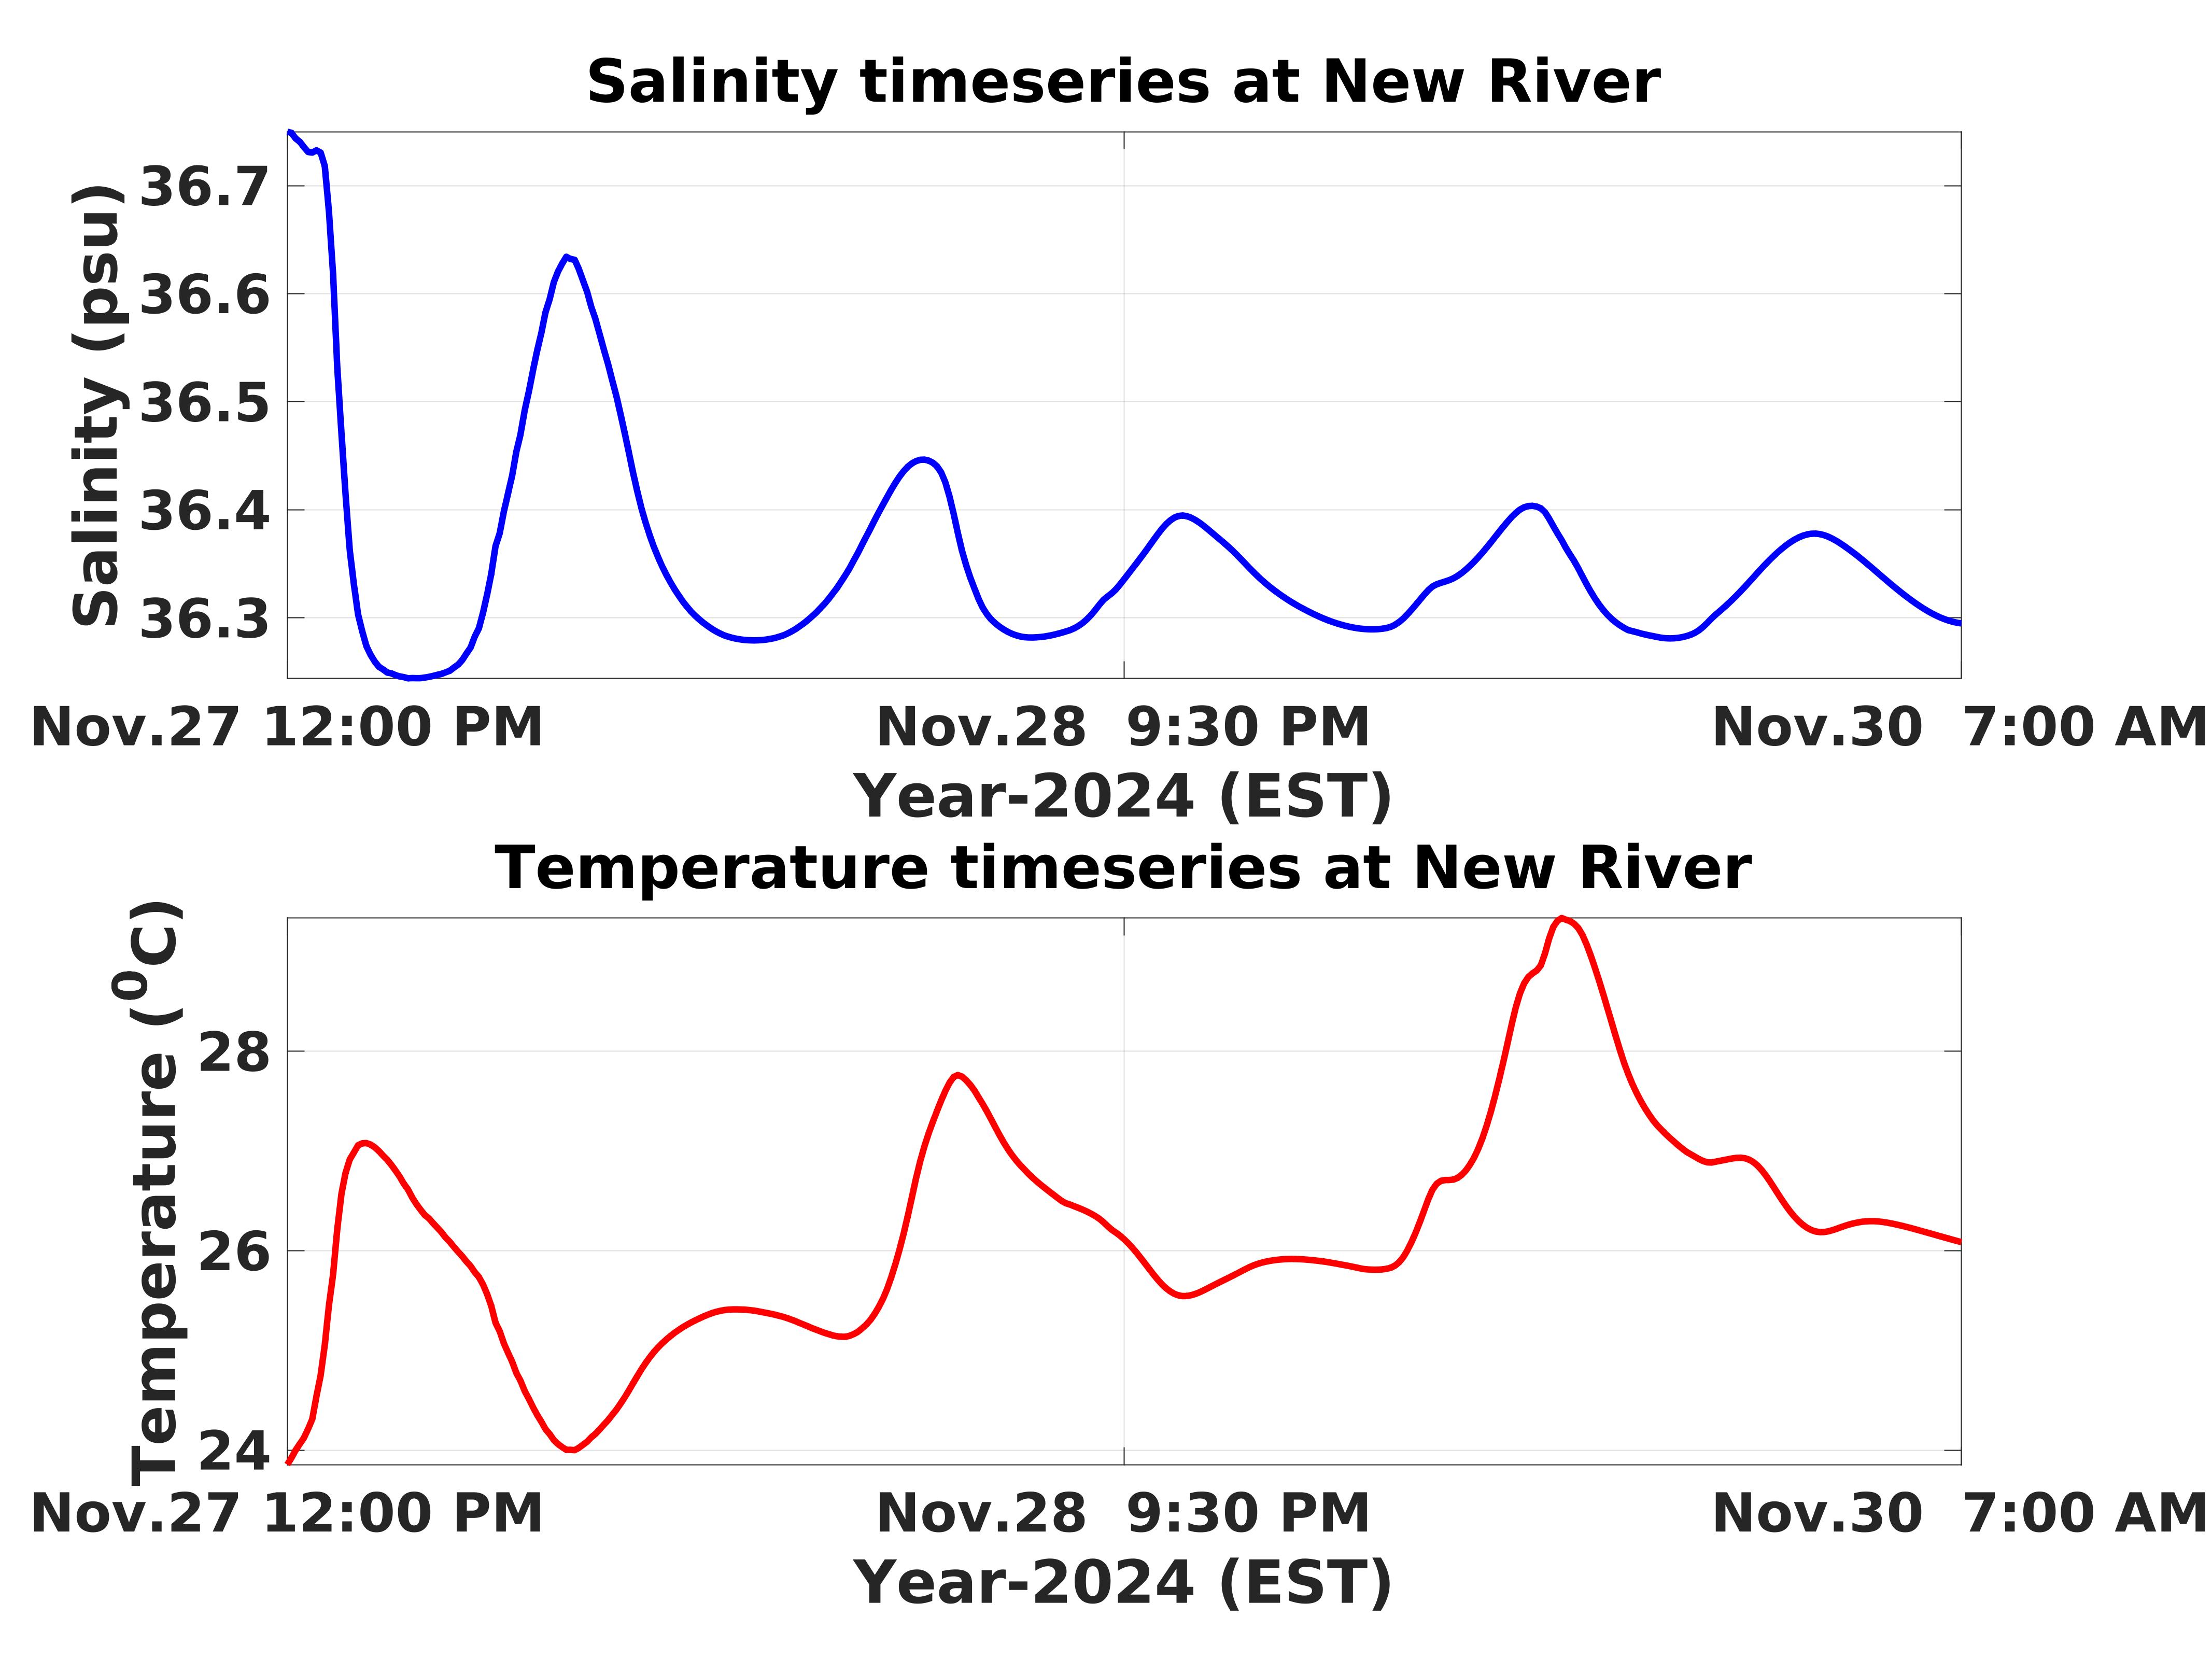 Salinity timeseries at New River
Salinity (psu)
36.7
36.6
36.5
36.4
36.3
Nov.27 12:00 PM Nov.28  9:30 PM Nov.30  7:00 AM
Year-2024 (EST)
Temperature timeseries at New River
Temperature (⁰C)
28
26
24
Nov.27 12:00 PM Nov.28  9:30 PM Nov.30  7:00 AM
Year-2024 (EST)